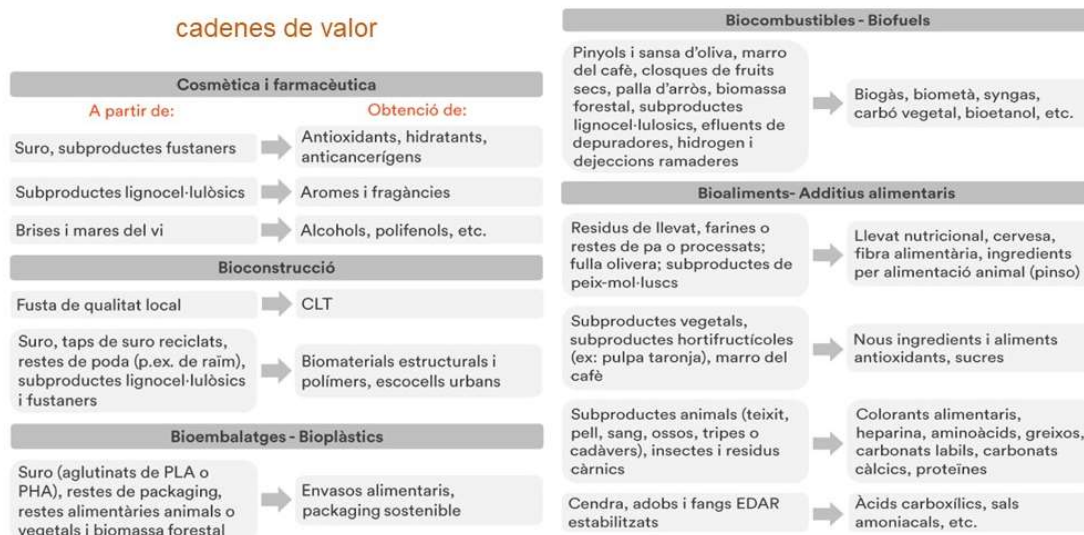 cadenes de valor
Cosmètica i farmacèutica
A partir de:
Obtenció de:
Suro, subproductes fustaners
Antioxidants, hidratants,
anticancerígens
Subproductes lignocel·lulòsics
Aromes i fragàncies
Brises i mares del vi
Alcohols, polifenols, etc.
Bioconstrucció
Fusta de qualitat local
CLT
Suro, taps de suro reciclats,
restes de poda (p.ex. de raïm),
subproductes lignocel·lulòsics
i fustaners
Biomaterials estructurals i
polímers, escocells urbans
Bioembalatges - Bioplàstics
Suro (aglutinats de PLA o
PHA), restes de packaging,
restes alimentàries animals o
vegetals i biomassa forestal
Envasos alimentaris,
packaging sostenible
Biocombustibles - Biofuels
Pinyols i sansa d'oliva, marro
del cafè, closques de fruits
secs, palla d'arròs, biomassa
forestal, subproductes
lignocel·lulosics, efluents de
depuradores, hidrogen i
dejeccions ramaderes
Biogàs, biometà, syngas,
carbó vegetal, bioetanol, etc.
Bioaliments- Additius alimentaris
Residus de llevat, farines o
restes de pa o processats;
fulla olivera; subproductes de
peix-mol·luscs
Llevat nutricional, cervesa,
fibra alimentària, ingredients
per alimentació animal (pinso)
Subproductes vegetals,
subproductes hortifructícoles
(ex: pulpa taronja), marro del
cafè
Nous ingredients i aliments
antioxidants, sucres
Subproductes animals (teixit,
pell, sang, ossos, tripes o
cadàvers), insectes i residus
càrnics
Colorants alimentaris,
heparina, aminoàcids, greixos,
carbonats labils, carbonats
càlcics, proteïnes
Cendra, adobs i fangs EDAR
estabilitzats
Àcids carboxílics, sals
amoniacals, etc.